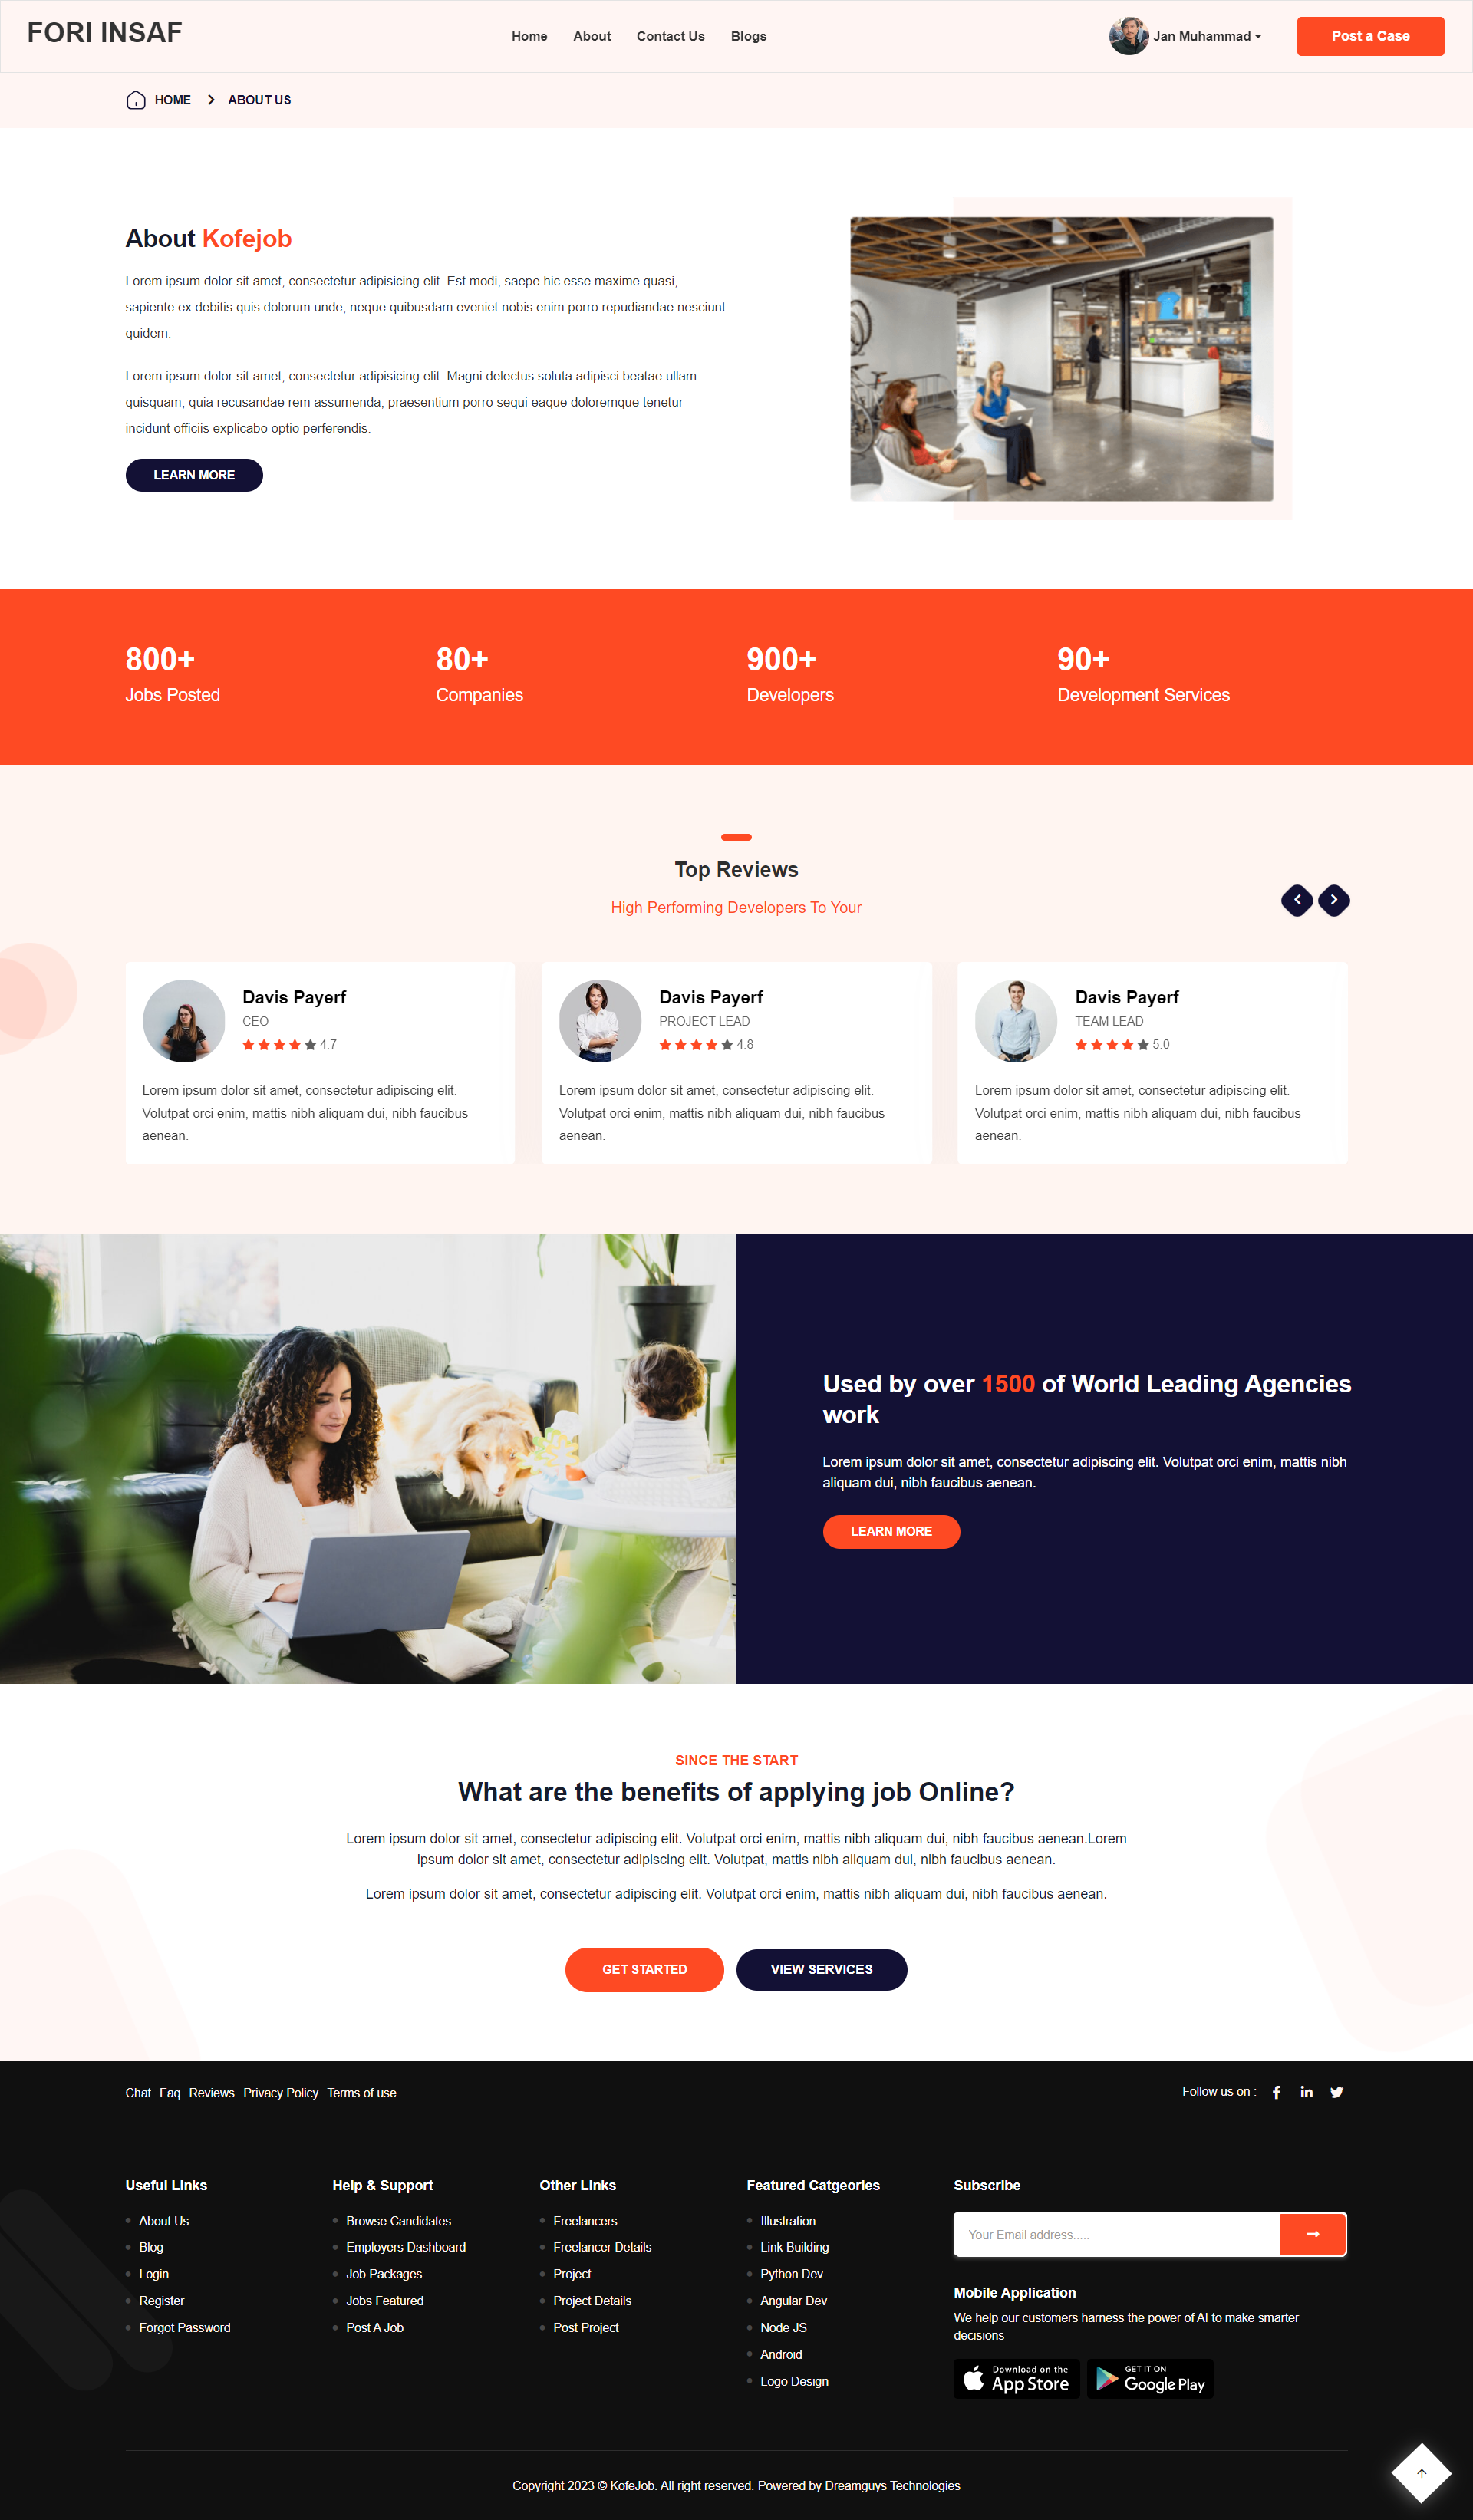 FORI INSAF
Home About Contact Us Blogs
Jan Muhammad
Post a Case
HOME ABOUT US
About Kofejob
Lorem ipsum dolor sit amet, consectetur adipisicing elit. Est modi, saepe hic esse maxime quasi,
sapiente ex debitis quis dolorum unde, neque quibusdam eveniet nobis enim porro repudiandae nesciunt
quidem.
Lorem ipsum dolor sit amet, consectetur adipisicing elit. Magni delectus soluta adipisci beatae ullam
quisquam, quia recusandae rem assumenda, praesentium porro sequi eaque doloremque tenetur
incidunt officiis explicabo optio perferendis.
LEARN MORE
800+
Jobs Posted
80+
Companies
900+
Developers
90+
Development Services
Top Reviews
High Performing Developers To Your
Davis Payerf
CEO
4.7
Lorem ipsum dolor sit amet, consectetur adipiscing elit.
Volutpat orci enim, mattis nibh aliquam dui, nibh faucibus
aenean.
Davis Payerf
PROJECT LEAD
4.8
Lorem ipsum dolor sit amet, consectetur adipiscing elit.
Volutpat orci enim, mattis nibh aliquam dui, nibh faucibus
aenean.
Davis Payerf
TEAM LEAD
5.0
Lorem ipsum dolor sit amet, consectetur adipiscing elit.
Volutpat orci enim, mattis nibh aliquam dui, nibh faucibus
aenean.
Used by over 1500 of World Leading Agencies
work
Lorem ipsum dolor sit amet, consectetur adipiscing elit. Volutpat orci enim, mattis nibh
aliquam dui, nibh faucibus aenean.
LEARN MORE
SINCE THE START
What are the benefits of applying job Online?
Lorem ipsum dolor sit amet, consectetur adipiscing elit. Volutpat orci enim, mattis nibh aliquam dui, nibh faucibus aenean.Lorem
ipsum dolor sit amet, consectetur adipiscing elit. Volutpat, mattis nibh aliquam dui, nibh faucibus aenean.
Lorem ipsum dolor sit amet, consectetur adipiscing elit. Volutpat orci enim, mattis nibh aliquam dui, nibh faucibus aenean.
GET STARTED
VIEW SERVICES
Chat Faq Reviews Privacy Policy Terms of use
Follow us on :
Useful Links
About Us
Blog
Login
Register
Forgot Password
Help & Support
Browse Candidates
Employers Dashboard
Job Packages
Jobs Featured
Post A Job
Other Links
Freelancers
Freelancer Details
Project
Project Details
Post Project
Featured Catgeories
Illustration
Link Building
Python Dev
Angular Dev
Node JS
Android
Logo Design
Subscribe
Your Email address.....
Mobile Application
We help our customers harness the power of AI to make smarter
decisions
Download on the
App Store
GET IT ON
Google Play
Copyright 2023 © KofeJob. All right reserved. Powered by Dreamguys Technologies